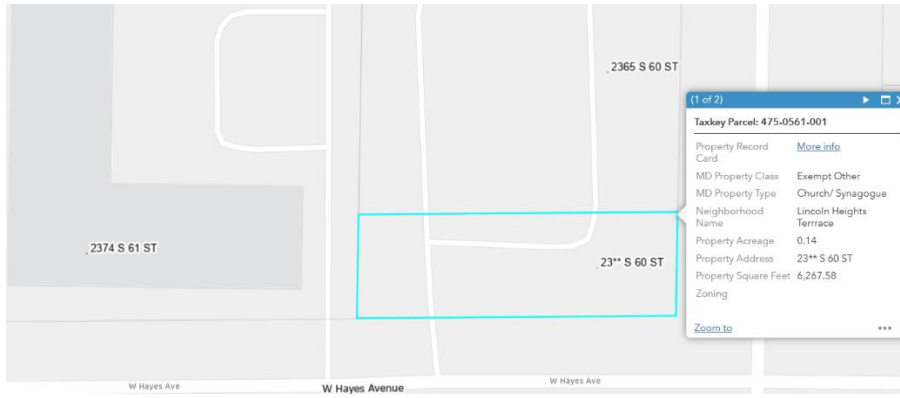 2365 S 60 ST
(1 of 2)
Taxkey Parcel: 475-0561-001
Property Record Card More info
MD Property Class Exempt Other
MD Property Type Church/ Synagogue
Neighborhood Name Lincoln Heights Terrrace
Property Acreage 0.14
Property Address 23** S 60 ST
Property Square Feet 6,267.58
Zoning
Zoom to
2374 S 61 ST
23** S 60 ST
W Hayes Ave
W Hayes Avenue
W Hayes Ave